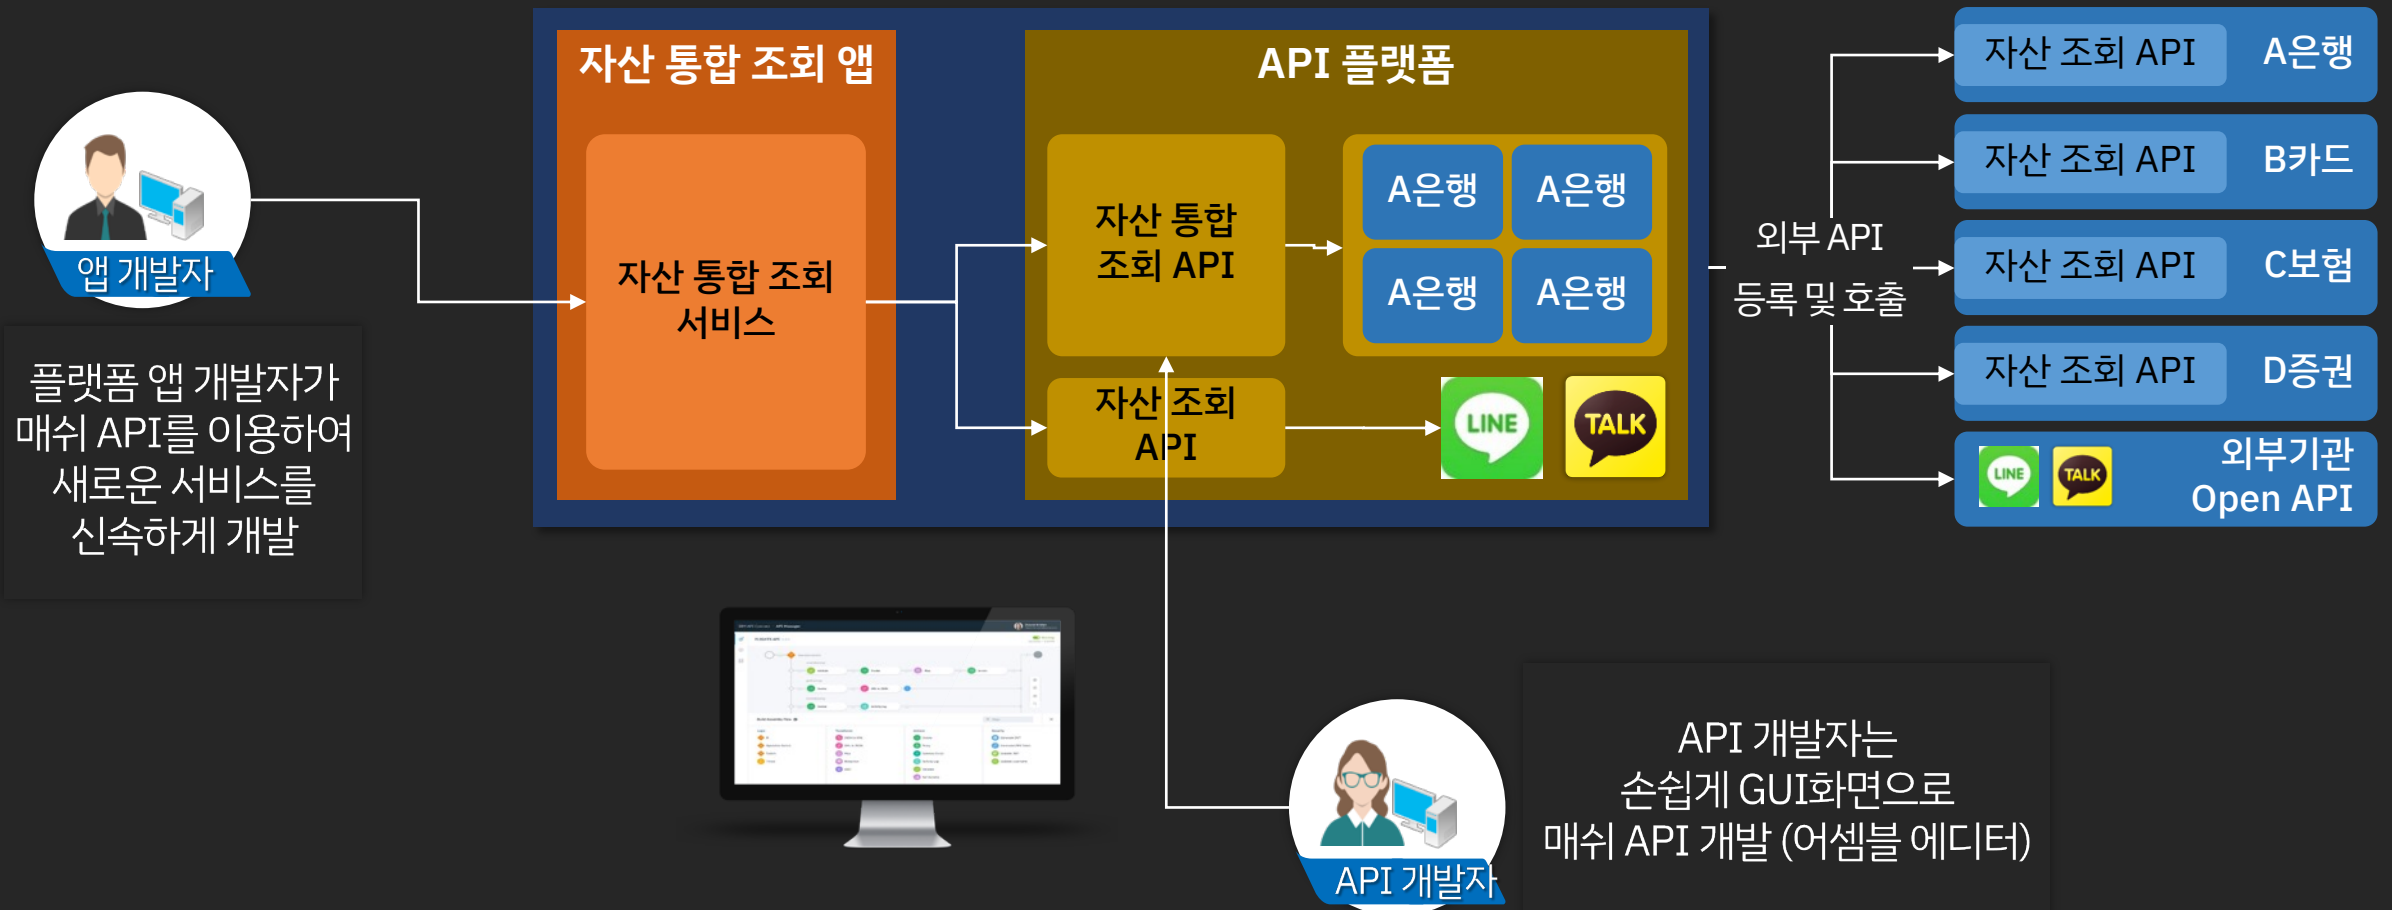 자산 통합 조회 앱
API 플랫폼
앱 개발자
플랫폼 앱 개발자가
매쉬 API를 이용하여
새로운 서비스를
신속하게 개발
자산 통합 조회
서비스
자산 통합
조회 API
A은행
A은행
A은행
A은행
자산 조회
API
LINE
TALK
외부 API
등록 및 호출
자산 조회 API
A은행
자산 조회 API
B카드
자산 조회 API
C보험
자산 조회 API
D증권
LINE
TALK
외부기관
Open API
API 개발자
API 개발자는
손쉽게 GUI화면으로
매쉬 API 개발 (어셈블 에디터)